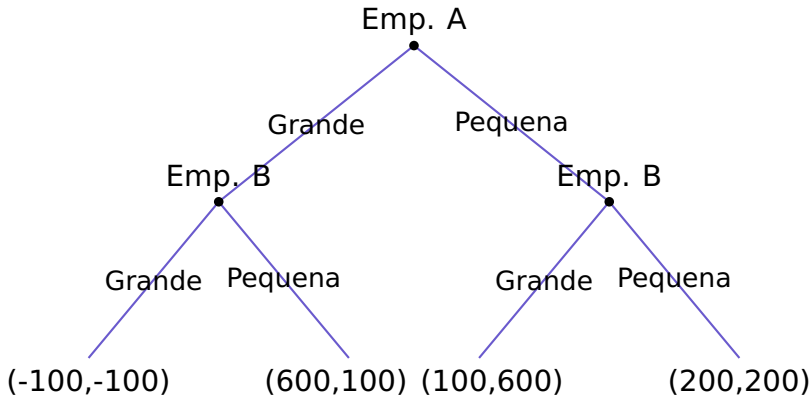 Emp. A
Grande
Pequena
Emp. B
Emp. B
Grande
Pequena
Grande
Pequena
(-100,-100)
(600,100)
(100,600)
(200,200)